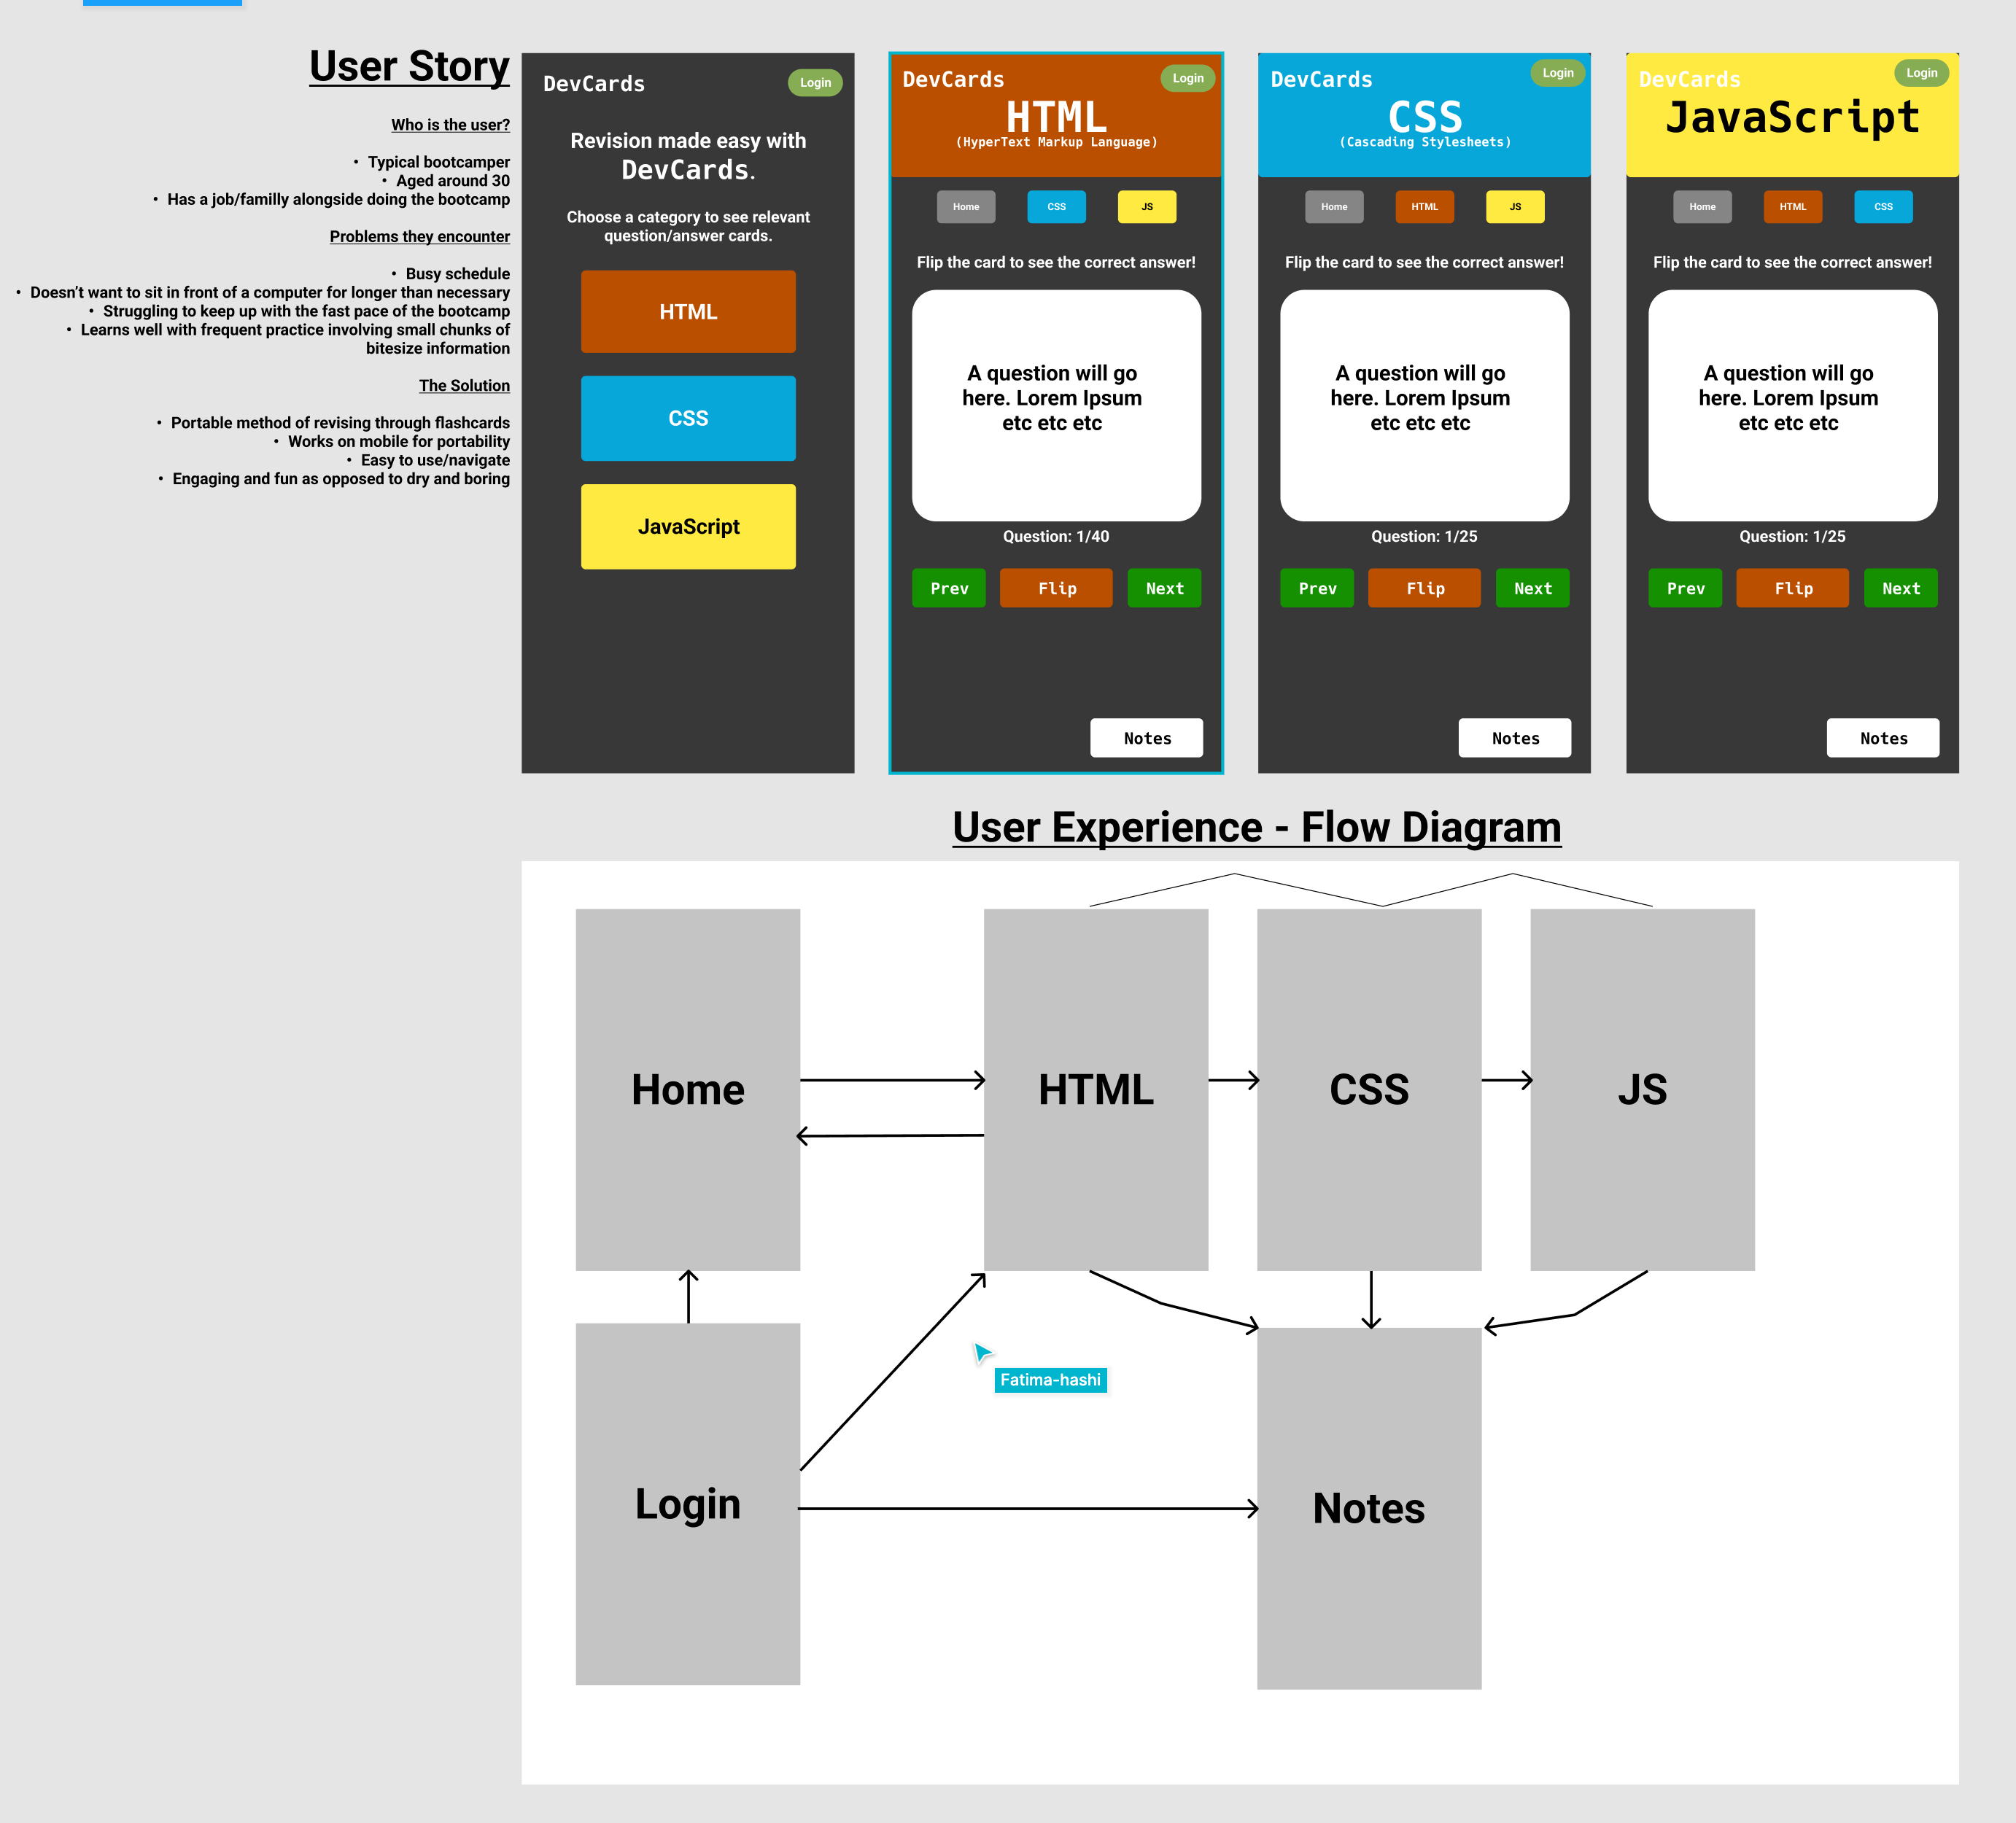 User Story
Who is the user?
• Typical bootcamper
• Aged around 30
• Has a job/familly alongside doing the bootcamp
Problems they encounter
• Busy schedule
• Doesn't want to sit in front of a computer for longer than necessary
• Struggling to keep up with the fast pace of the bootcamp
• Learns well with frequent practice involving small chunks of
bitesize information
The Solution
• Portable method of revising through flashcards
• Works on mobile for portability
• Easy to use/navigate
• Engaging and fun as opposed to dry and boring
DevCards
Login
Revision made easy with
DevCards.
Choose a category to see relevant
question/answer cards.
HTML
CSS
JavaScript
DevCards
Login
HTML
(HyperText Markup Language)
Home
CSS
JS
Flip the card to see the correct answer!
A question will go
here. Lorem Ipsum
etc etc etc
Question: 1/40
Prev
Flip
Next
Notes
DevCards
Login
CSS
(Cascading Stylesheets)
Home
HTML
JS
Flip the card to see the correct answer!
A question will go
here. Lorem Ipsum
etc etc etc
Question: 1/25
Prev
Flip
Next
Notes
DevCards
Login
JavaScript
Home
HTML
CSS
Flip the card to see the correct answer!
A question will go
here. Lorem Ipsum
etc etc etc
Question: 1/25
Prev
Flip
Next
Notes
User Experience - Flow Diagram
Home
HTML
CSS
JS
Fatima-hashi
Login
Notes